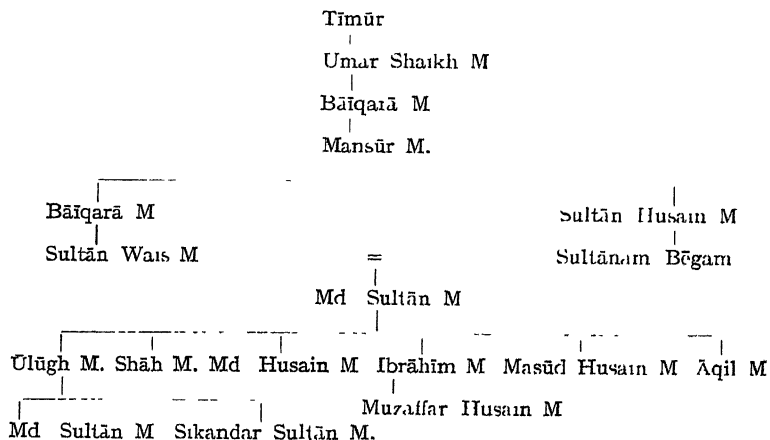 Tīmūr
Umar Shaikh M
Bāīqarā M
Mansūr M.
Bāīqarā M Sultān Husain M
Sultān Wais M = Sultānam Bēgam
Md Sultān M
Ūlūgh M. Shāh M. Md Husain M Ibrāhīm M Masūd Husain M Āqil M
Muzaffar Husain M
Md Sultān M Sikandar Sultān M.